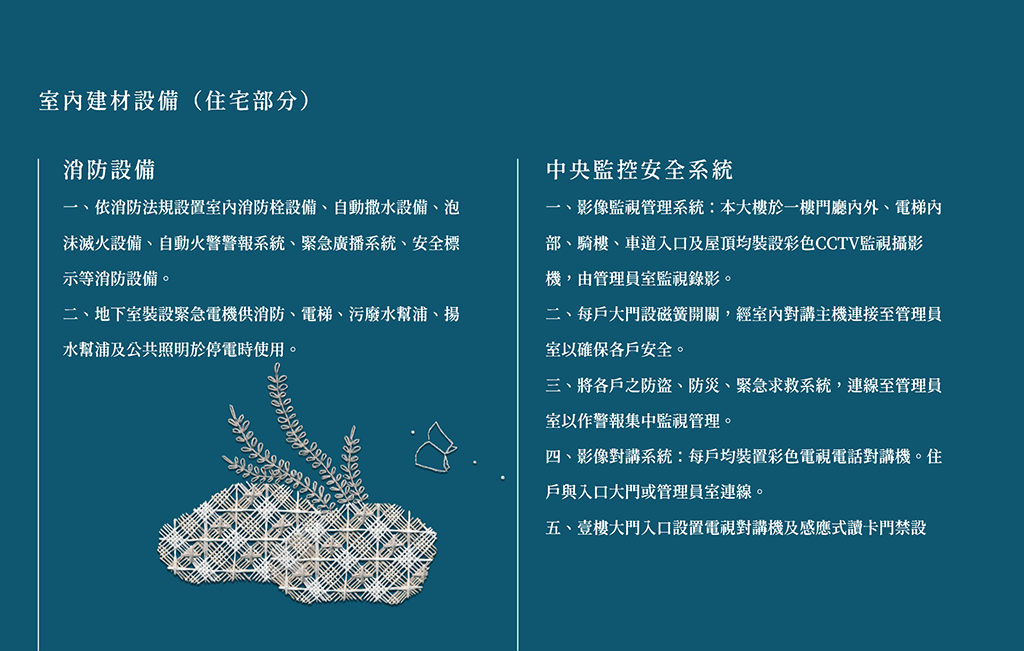 室內建材設備（住宅部分）
消防設備
一、依消防法規設置室內消防栓設備、自動撒水設備、泡
沫滅火設備、自動火警警報系統、緊急廣播系統、安全標
示等消防設備。
二、地下室裝設緊急電機供消防、電梯、污廢水幫浦、揚
水幫浦及公共照明於停電時使用。
中央監控安全系統
一、影像監視管理系統：本大樓於一樓門廳內外、電梯內
部、騎樓、車道入口及屋頂均裝設彩色CCTV監視攝影
機，由管理員室監視錄影。
二、每戶大門設磁簧開關，經室內對講主機連接至管理員
室以確保各戶安全。
三、將各戶之防盜、防災、緊急求救系統，連線至管理員
室以作警報集中監視管理。
四、影像對講系統：每戶均裝置彩色電視電話對講機。住
戶與入口大門或管理員室連線。
五、壹樓大門入口設置電視對講機及感應式讀卡門禁設